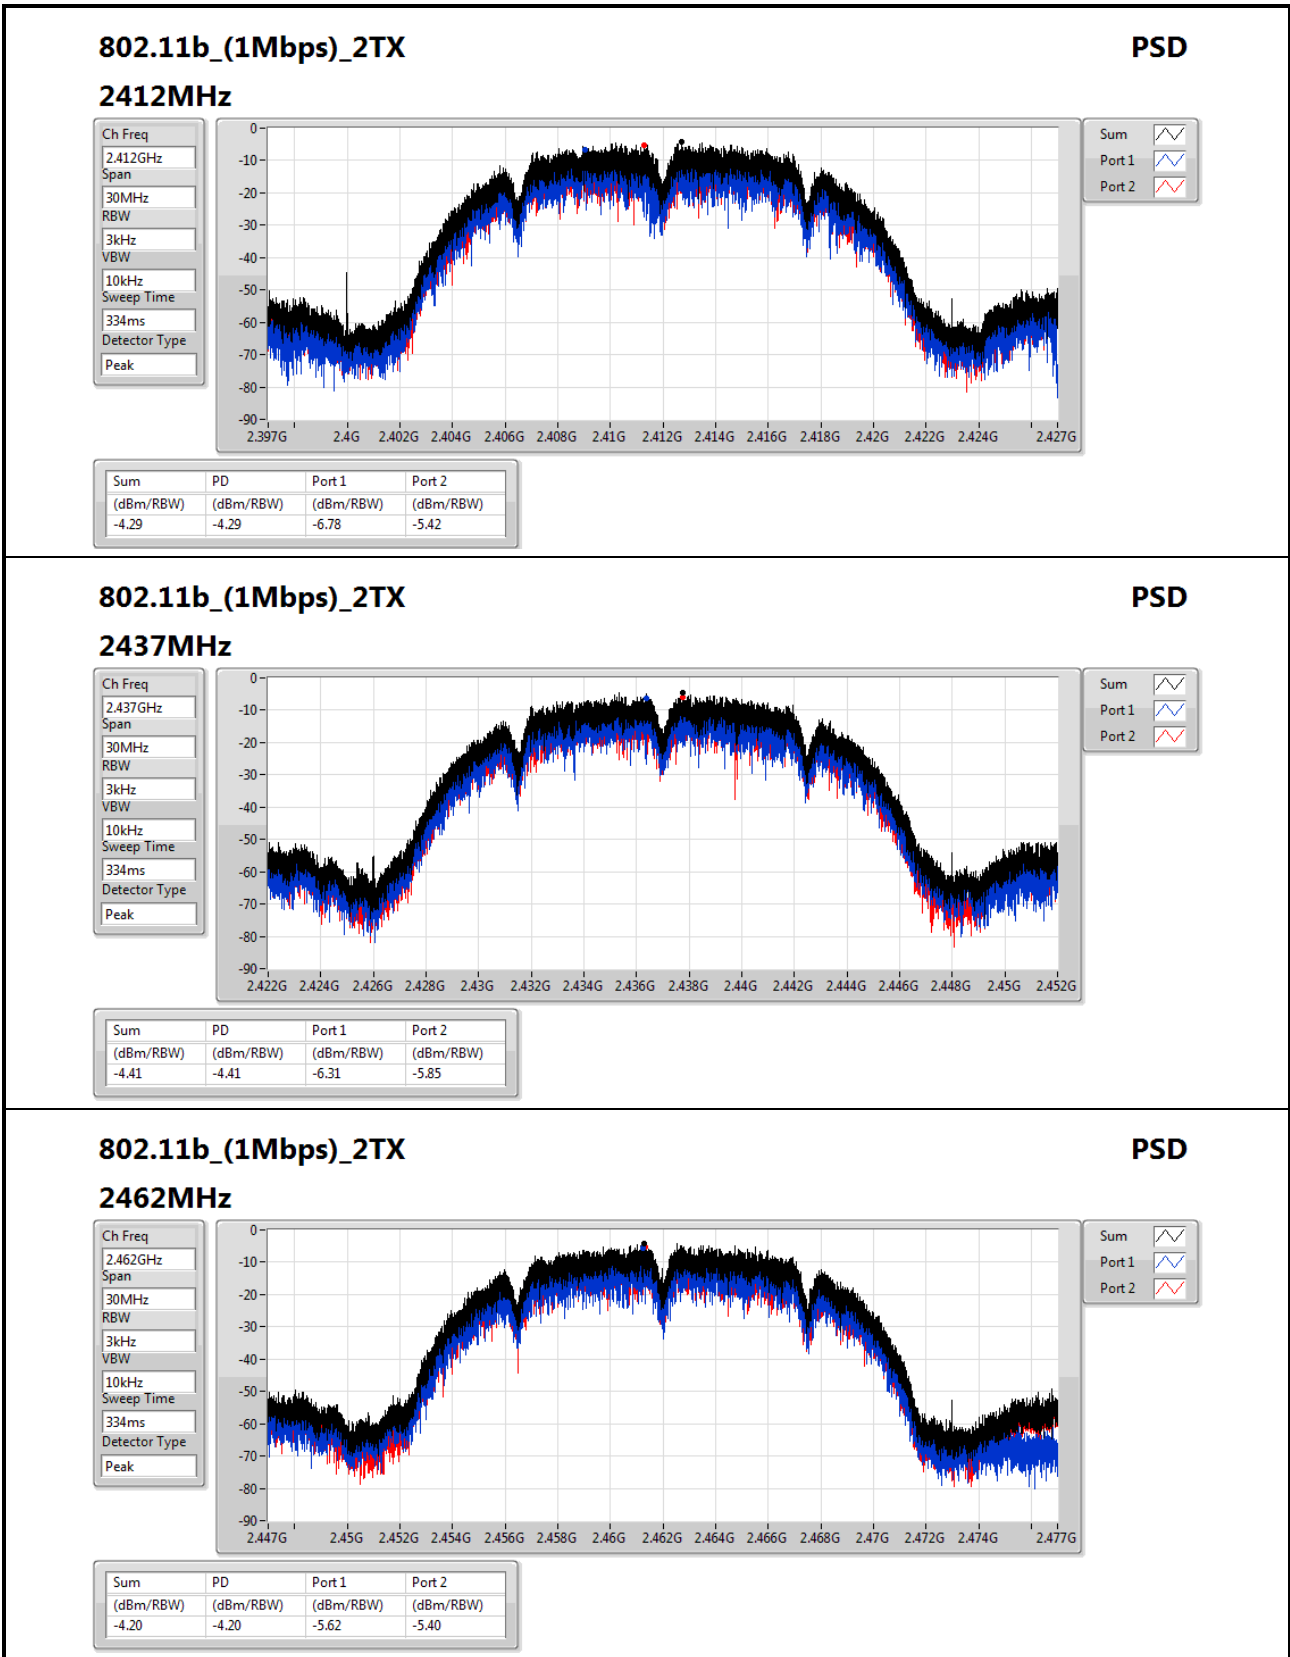 802.11b_(1Mbps)_2TX PSD
2412MHz
Ch Freq
2.412GHz
Span
30MHz
RBW
3kHz
VBW
10kHz
Sweep Time
334ms
Detector Type
Peak
0
-10
-20
-30
-40
-50
-60
-70
-80
-90
2.397G 2.4G 2.402G 2.404G 2.406G 2.408G 2.41G 2.412G 2.414G 2.416G 2.418G 2.42G 2.422G 2.424G 2.427G
Sum
Port 1
Port 2
Sum PD Port 1 Port 2
(dBm/RBW) (dBm/RBW) (dBm/RBW) (dBm/RBW)
-4.29 -4.29 -6.78 -5.42
802.11b_(1Mbps)_2TX PSD
2437MHz
Ch Freq
2.437GHz
Span
30MHz
RBW
3kHz
VBW
10kHz
Sweep Time
334ms
Detector Type
Peak
0
-10
-20
-30
-40
-50
-60
-70
-80
-90
2.422G 2.424G 2.426G 2.428G 2.43G 2.432G 2.434G 2.436G 2.438G 2.44G 2.442G 2.444G 2.446G 2.448G 2.45G 2.452G
Sum
Port 1
Port 2
Sum PD Port 1 Port 2
(dBm/RBW) (dBm/RBW) (dBm/RBW) (dBm/RBW)
-4.41 -4.41 -6.31 -5.85
802.11b_(1Mbps)_2TX PSD
2462MHz
Ch Freq
2.462GHz
Span
30MHz
RBW
3kHz
VBW
10kHz
Sweep Time
334ms
Detector Type
Peak
0
-10
-20
-30
-40
-50
-60
-70
-80
-90
2.447G 2.45G 2.452G 2.454G 2.456G 2.458G 2.46G 2.462G 2.464G 2.466G 2.468G 2.47G 2.472G 2.474G 2.477G
Sum
Port 1
Port 2
Sum PD Port 1 Port 2
(dBm/RBW) (dBm/RBW) (dBm/RBW) (dBm/RBW)
-4.20 -4.20 -5.62 -5.40